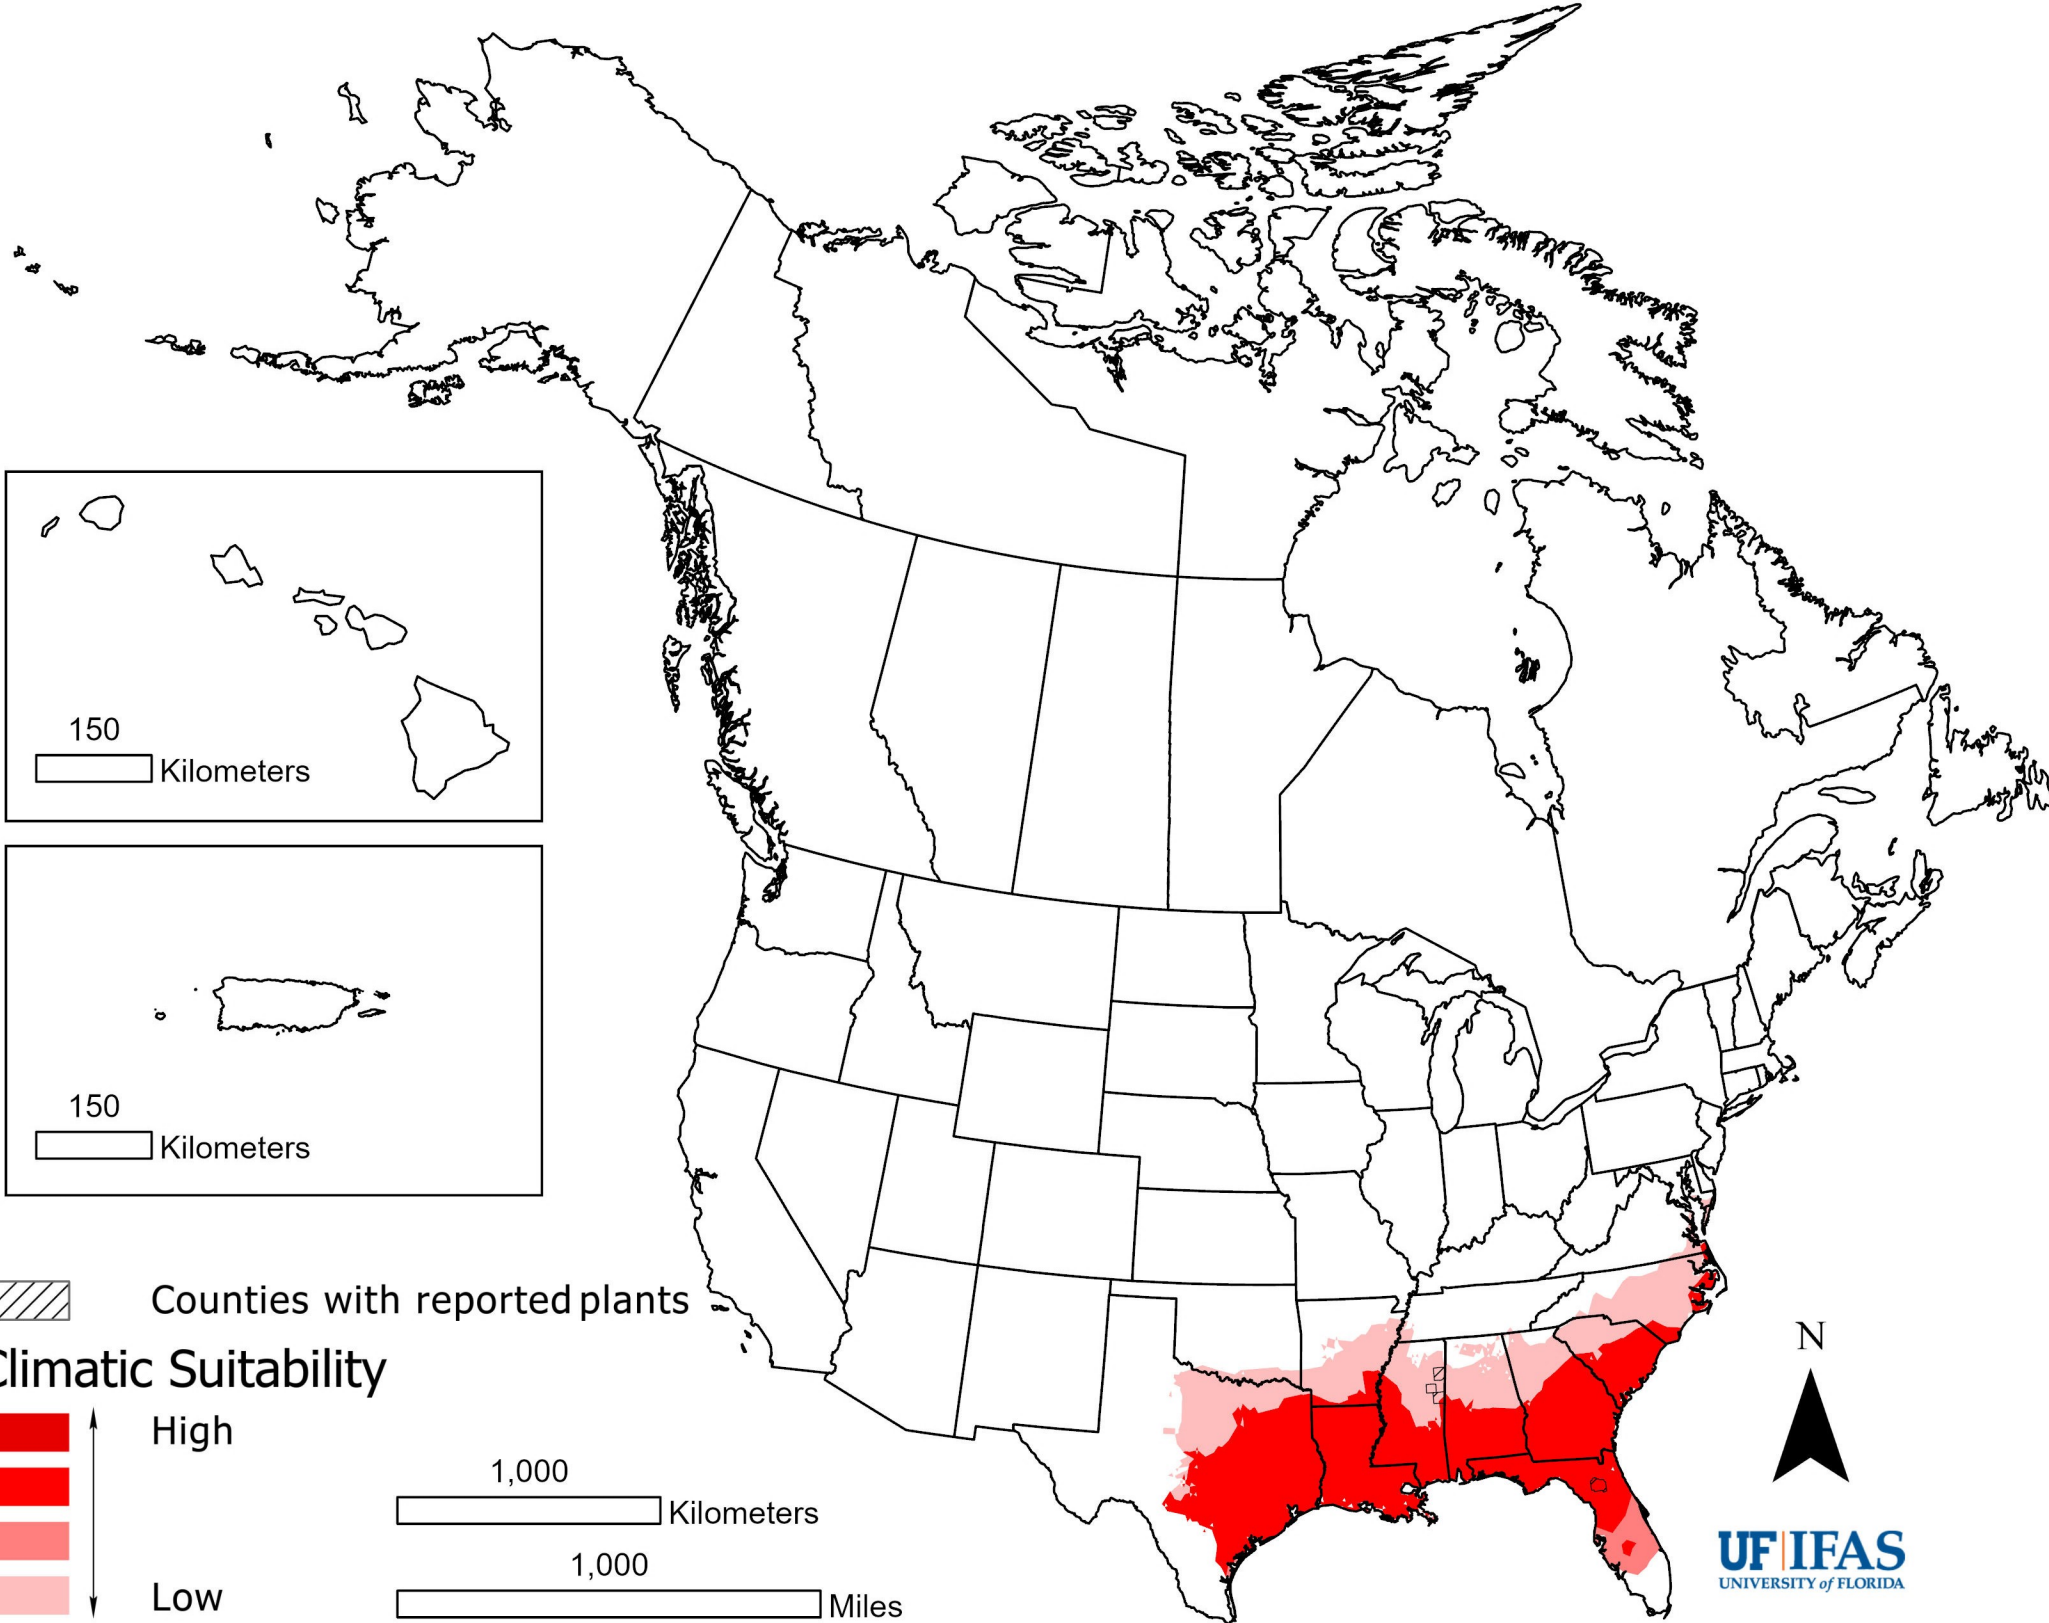 150
Kilometers
150
Kilometers
Counties with reported plants
Climatic Suitability
High
Low
1,000
Kilometers
1,000
Miles
N
UF|IFAS
UNIVERSITY of FLORIDA